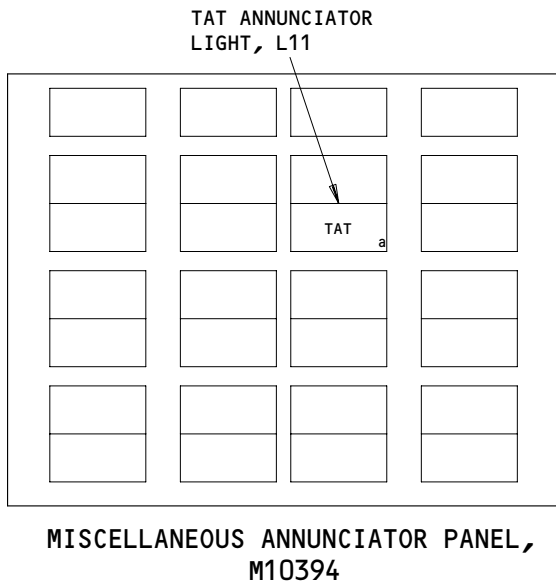 TAT ANNUNCIATOR
LIGHT, L11
TAT
a
MISCELLANEOUS ANNUNCIATOR PANEL,
M10394